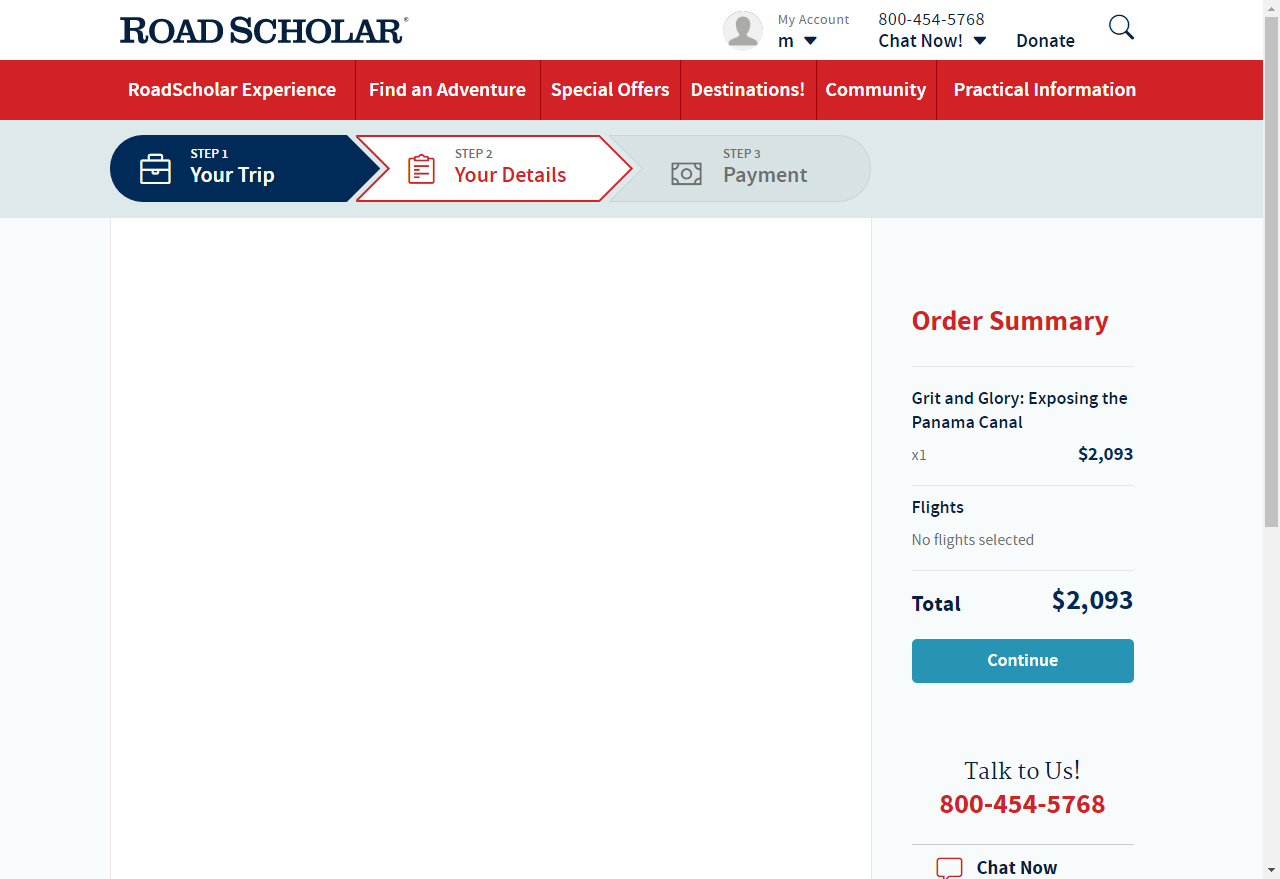 ROAD SCHOLAR®
My Account
m
800-454-5768
Chat Now!
Donate
RoadScholar Experience
Find an Adventure
Special Offers
Destinations!
Community
Practical Information
STEP 1
Your Trip
STEP 2
Your Details
STEP 3
Payment
Order Summary
Grit and Glory: Exposing the
Panama Canal
x1 $2,093
Flights
No flights selected
Total $2,093
Continue
Talk to Us!
800-454-5768
Chat Now